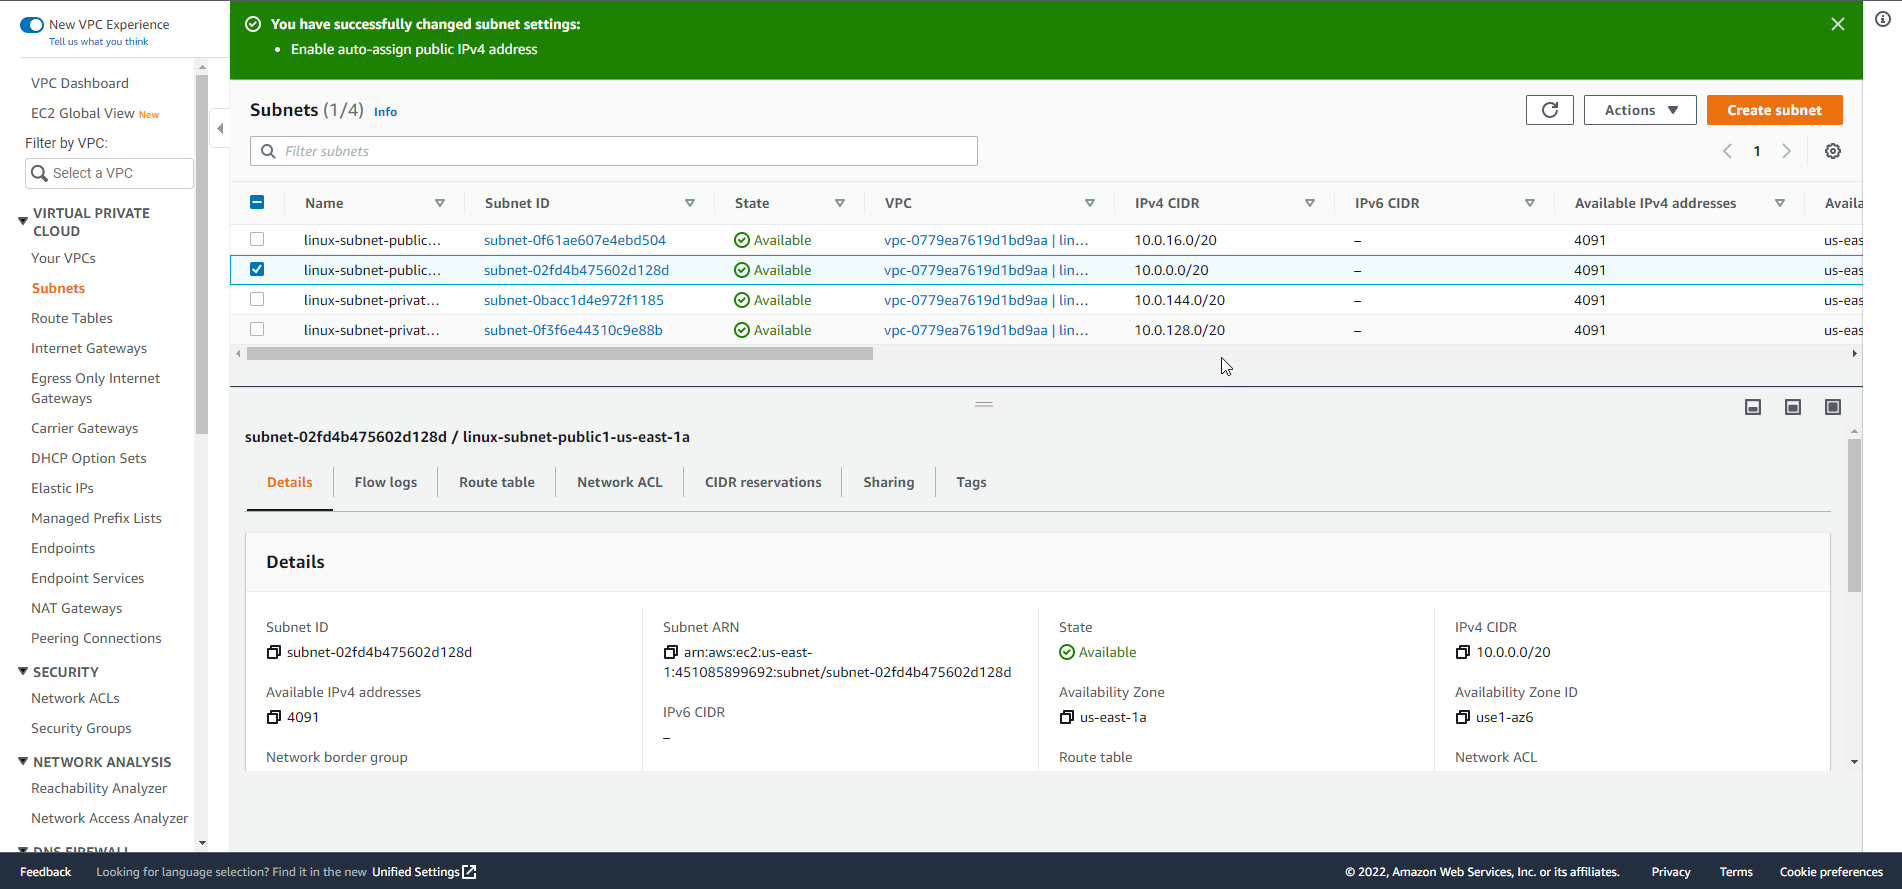 New VPC Experience
Tell us what you think
VPC Dashboard
EC2 Global View New
Filter by VPC:
Select a VPC
VIRTUAL PRIVATE
CLOUD
Your VPCs
Subnets
Route Tables
Internet Gateways
Egress Only Internet
Gateways
Carrier Gateways
DHCP Option Sets
Elastic IPs
Managed Prefix Lists
Endpoints
Endpoint Services
NAT Gateways
Peering Connections
SECURITY
Network ACLs
Security Groups
NETWORK ANALYSIS
Reachability Analyzer
Network Access Analyzer
DNS FIREWALL
You have successfully changed subnet settings:
• Enable auto-assign public IPv4 address
Subnets (1/4) Info
Actions
Create subnet
Filter subnets
1
Name Subnet ID State VPC IPv4 CIDR IPv6 CIDR Available IPv4 addresses Availa
linux-subnet-public... subnet-0f61ae607e4ebd504 Available vpc-0779ea7619d1bd9aa | lin... 10.0.16.0/20 – 4091 us-eas
linux-subnet-public... subnet-02fd4b475602d128d Available vpc-0779ea7619d1bd9aa | lin... 10.0.0.0/20 – 4091 us-eas
linux-subnet-privat... subnet-0bacc1d4e972f1185 Available vpc-0779ea7619d1bd9aa | lin... 10.0.144.0/20 – 4091 us-eas
linux-subnet-privat... subnet-0f3f6e44310c9e88b Available vpc-0779ea7619d1bd9aa | lin... 10.0.128.0/20 – 4091 us-eas
subnet-02fd4b475602d128d / linux-subnet-public1-us-east-1a
Details Flow logs Route table Network ACL CIDR reservations Sharing Tags
Details
Subnet ID
subnet-02fd4b475602d128d
Available IPv4 addresses
4091
Network border group
Subnet ARN
arn:aws:ec2:us-east-
1:451085899692:subnet/subnet-02fd4b475602d128d
IPv6 CIDR
–
State
Available
Availability Zone
us-east-1a
Route table
IPv4 CIDR
10.0.0.0/20
Availability Zone ID
use1-az6
Network ACL
Feedback Looking for language selection? Find it in the new Unified Settings
© 2022, Amazon Web Services, Inc. or its affiliates. Privacy Terms Cookie preferences